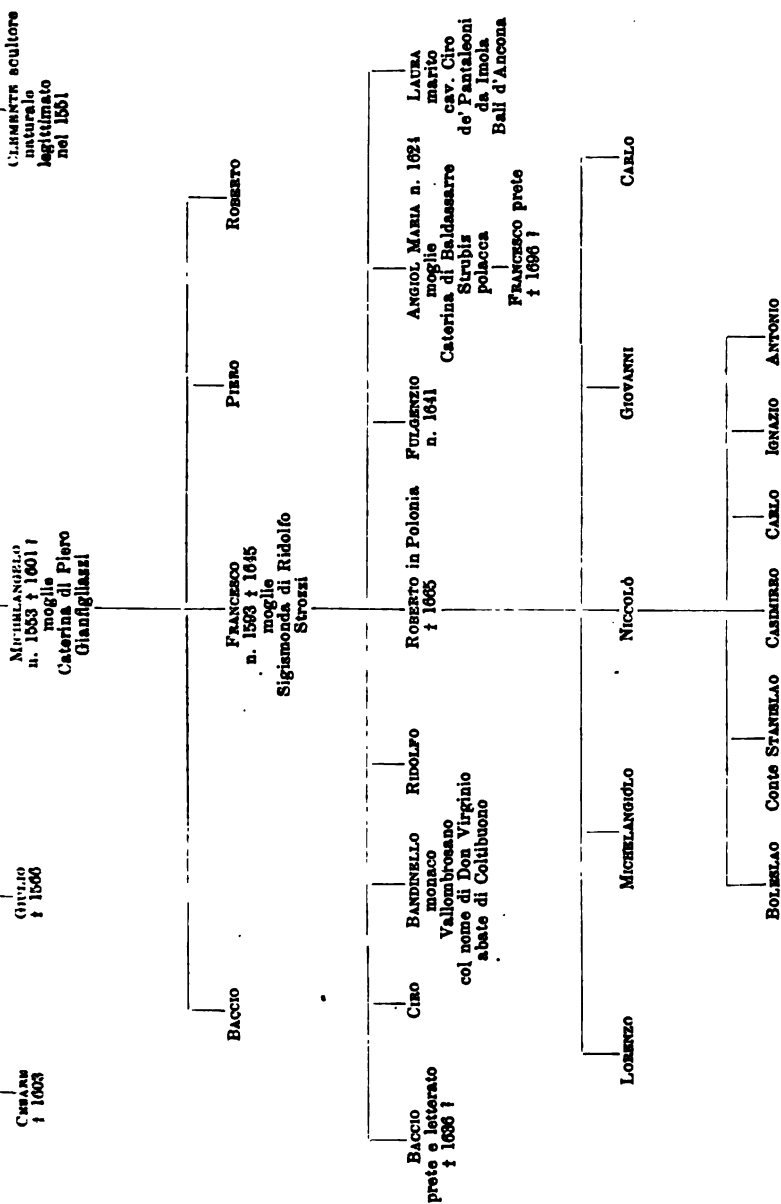 CESARE
† 1603
GIULIO
† 1566
MICHELANGELO
n. 1553 † 1601 ?
moglie
Caterina di Piero
Gianfigliazzi
CLEMENTE scultore
naturale
legittimato
nel 1551
BACCIO
FRANCESCO
n. 1593 † 1645
moglie
Sigismonda di Ridolfo
Strozzi
PIERO
ROBERTO
BACCIO
prete e letterato
† 1636 ?
CIRO
BANDINELLO
monaco
Vallombrosano
col nome di Don Virginio
abate di Coltibuono
RIDOLFO
ROBERTO in Polonia
† 1665
FULGENZIO
n. 1641
ANGIOL MARIA n. 1624
moglie
Caterina di Baldassarre
Strubiz
polacca
FRANCESCO prete
† 1696 ?
LAURA
marito
cav. Ciro
de' Pantaleoni
da Imola
Balì d'Ancona
LORENZO
MICHELANGIOLO
NICCOLÒ
GIOVANNI
CARLO
BOLESLAO
Conte STANISLAO
CASIMIRRO
CARLO
IGNAZIO
ANTONIO